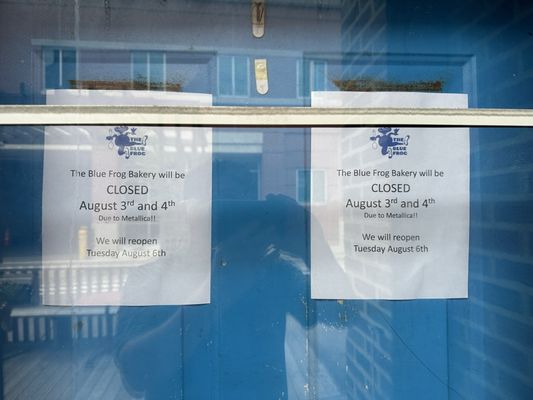 THE
BLUE
FROG
The Blue Frog Bakery will be
CLOSED
August 3rd and 4th
Due to Metallica!!
We will reopen
Tuesday August 6th
THE
BLUE
FROG
The Blue Frog Bakery will be
CLOSED
August 3rd and 4th
Due to Metallica!!
We will reopen
Tuesday August 6th